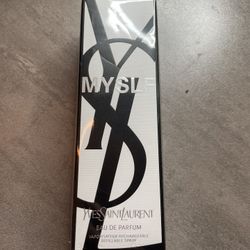 MYSLF
YVES SAINT LAURENT
EAU DE PARFUM
VAPORISATEUR RECHARGEABLE
REFILLABLE SPRAY